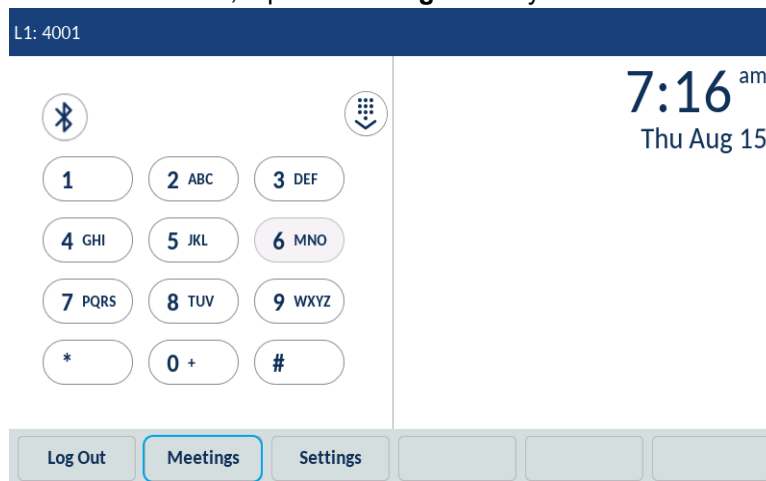 L1: 4001
7:16 am
Thu Aug 15
1
2 ABC
3 DEF
4 GHI
5 JKL
6 MNO
7 PQRS
8 TUV
9 WXYZ
*
0 +
#
Log Out
Meetings
Settings